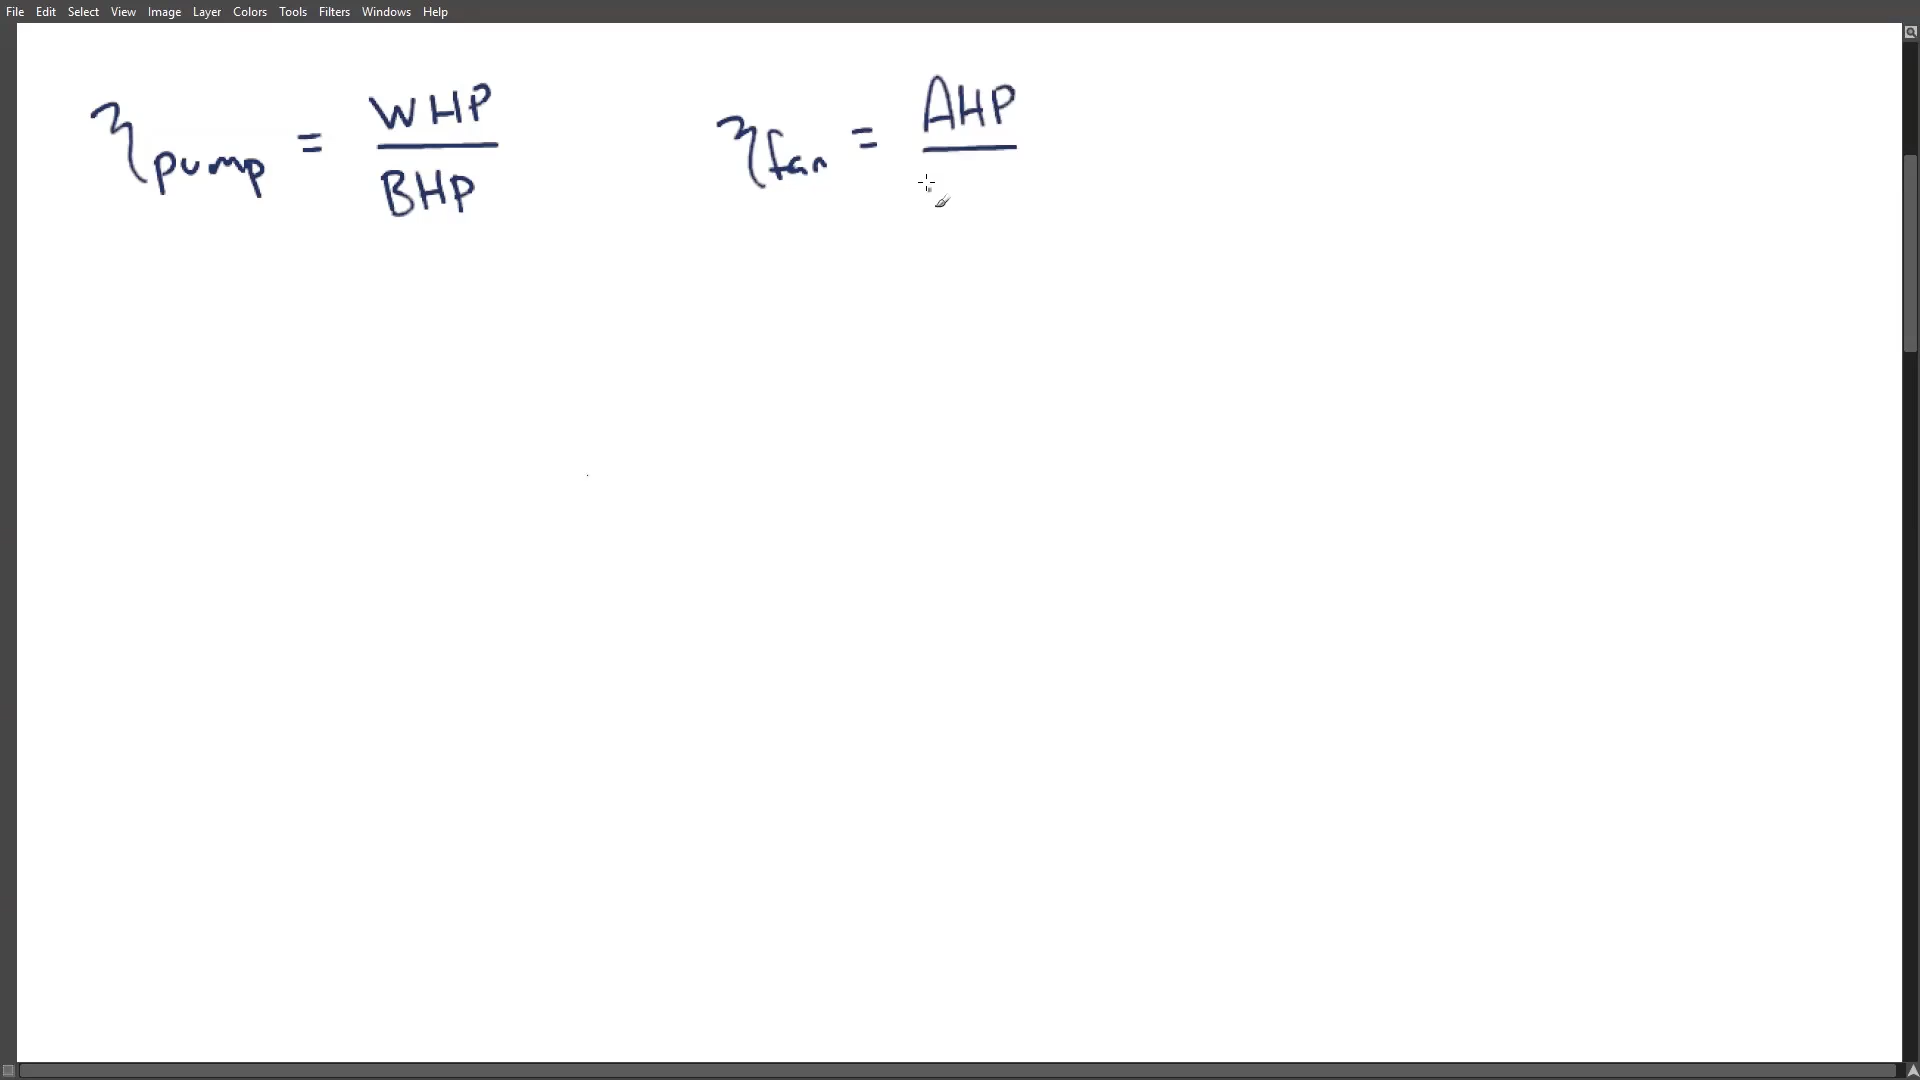 File Edit Select View Image Layer Colors Tools Filters Windows Help
η pump = WHP / BHP
η fan = AHP /